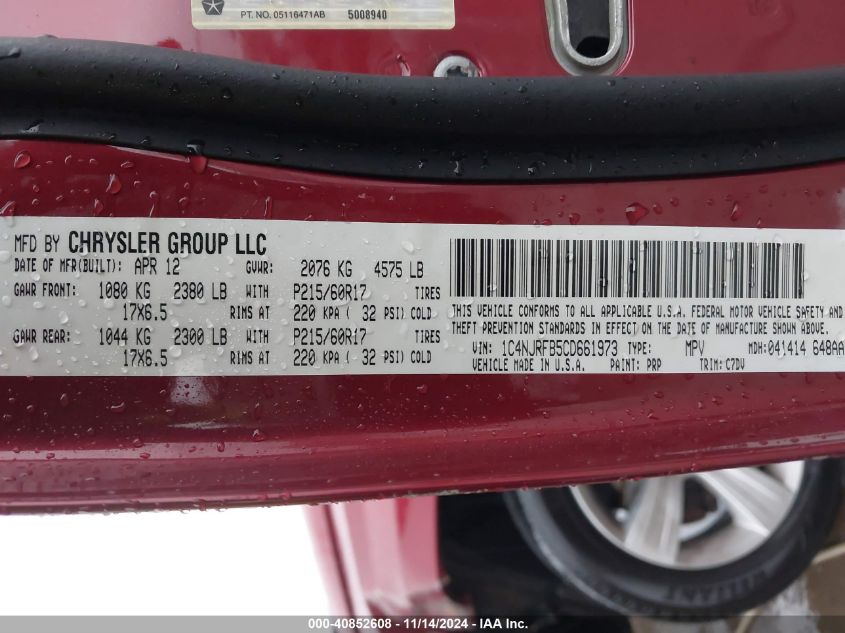 PT. NO. 05116471AB 5008940
MFD BY CHRYSLER GROUP LLC
DATE OF MFR(BUILT): APR 12 GVWR: 2076 KG 4575 LB
GAWR FRONT: 1080 KG 2380 LB WITH P215/60R17 TIRES
17X6.5 RIMS AT 220 KPA ( 32 PSI) COLD
GAWR REAR: 1044 KG 2300 LB WITH P215/60R17 TIRES
17X6.5 RIMS AT 220 KPA ( 32 PSI) COLD
THIS VEHICLE CONFORMS TO ALL APPLICABLE U.S.A. FEDERAL MOTOR VEHICLE SAFETY AND
THEFT PREVENTION STANDARDS IN EFFECT ON THE DATE OF MANUFACTURE SHOWN ABOVE.
VIN: 1C4NJRFB5CD661973 TYPE: MPV MDH: 041414 648AA
VEHICLE MADE IN U.S.A. PAINT: PRP TRIM: C7DV
000-40852608 - 11/14/2024 - IAA Inc.